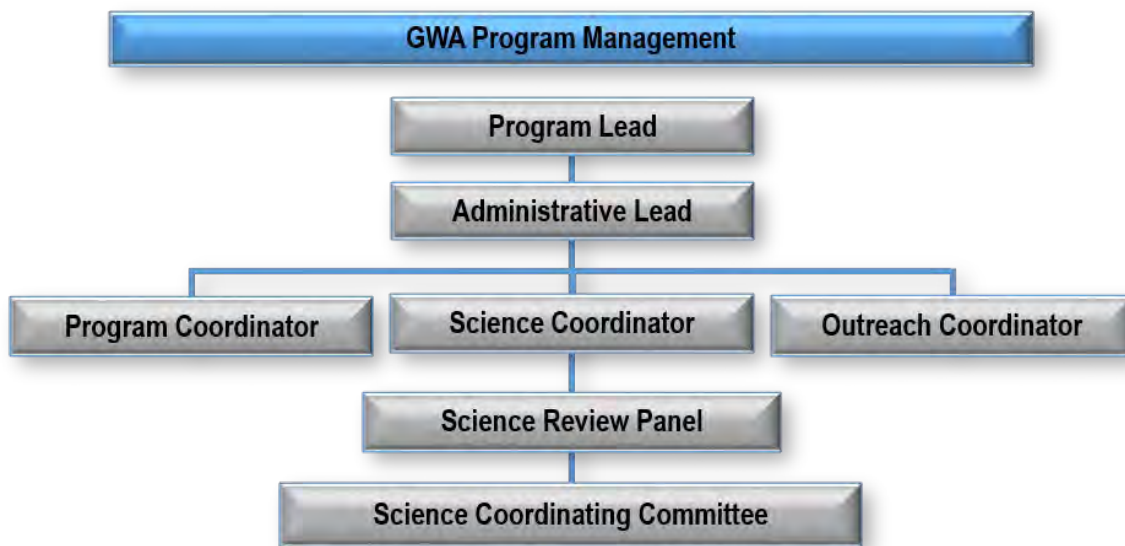 GWA Program Management
Program Lead
Administrative Lead
Program Coordinator
Science Coordinator
Outreach Coordinator
Science Review Panel
Science Coordinating Committee